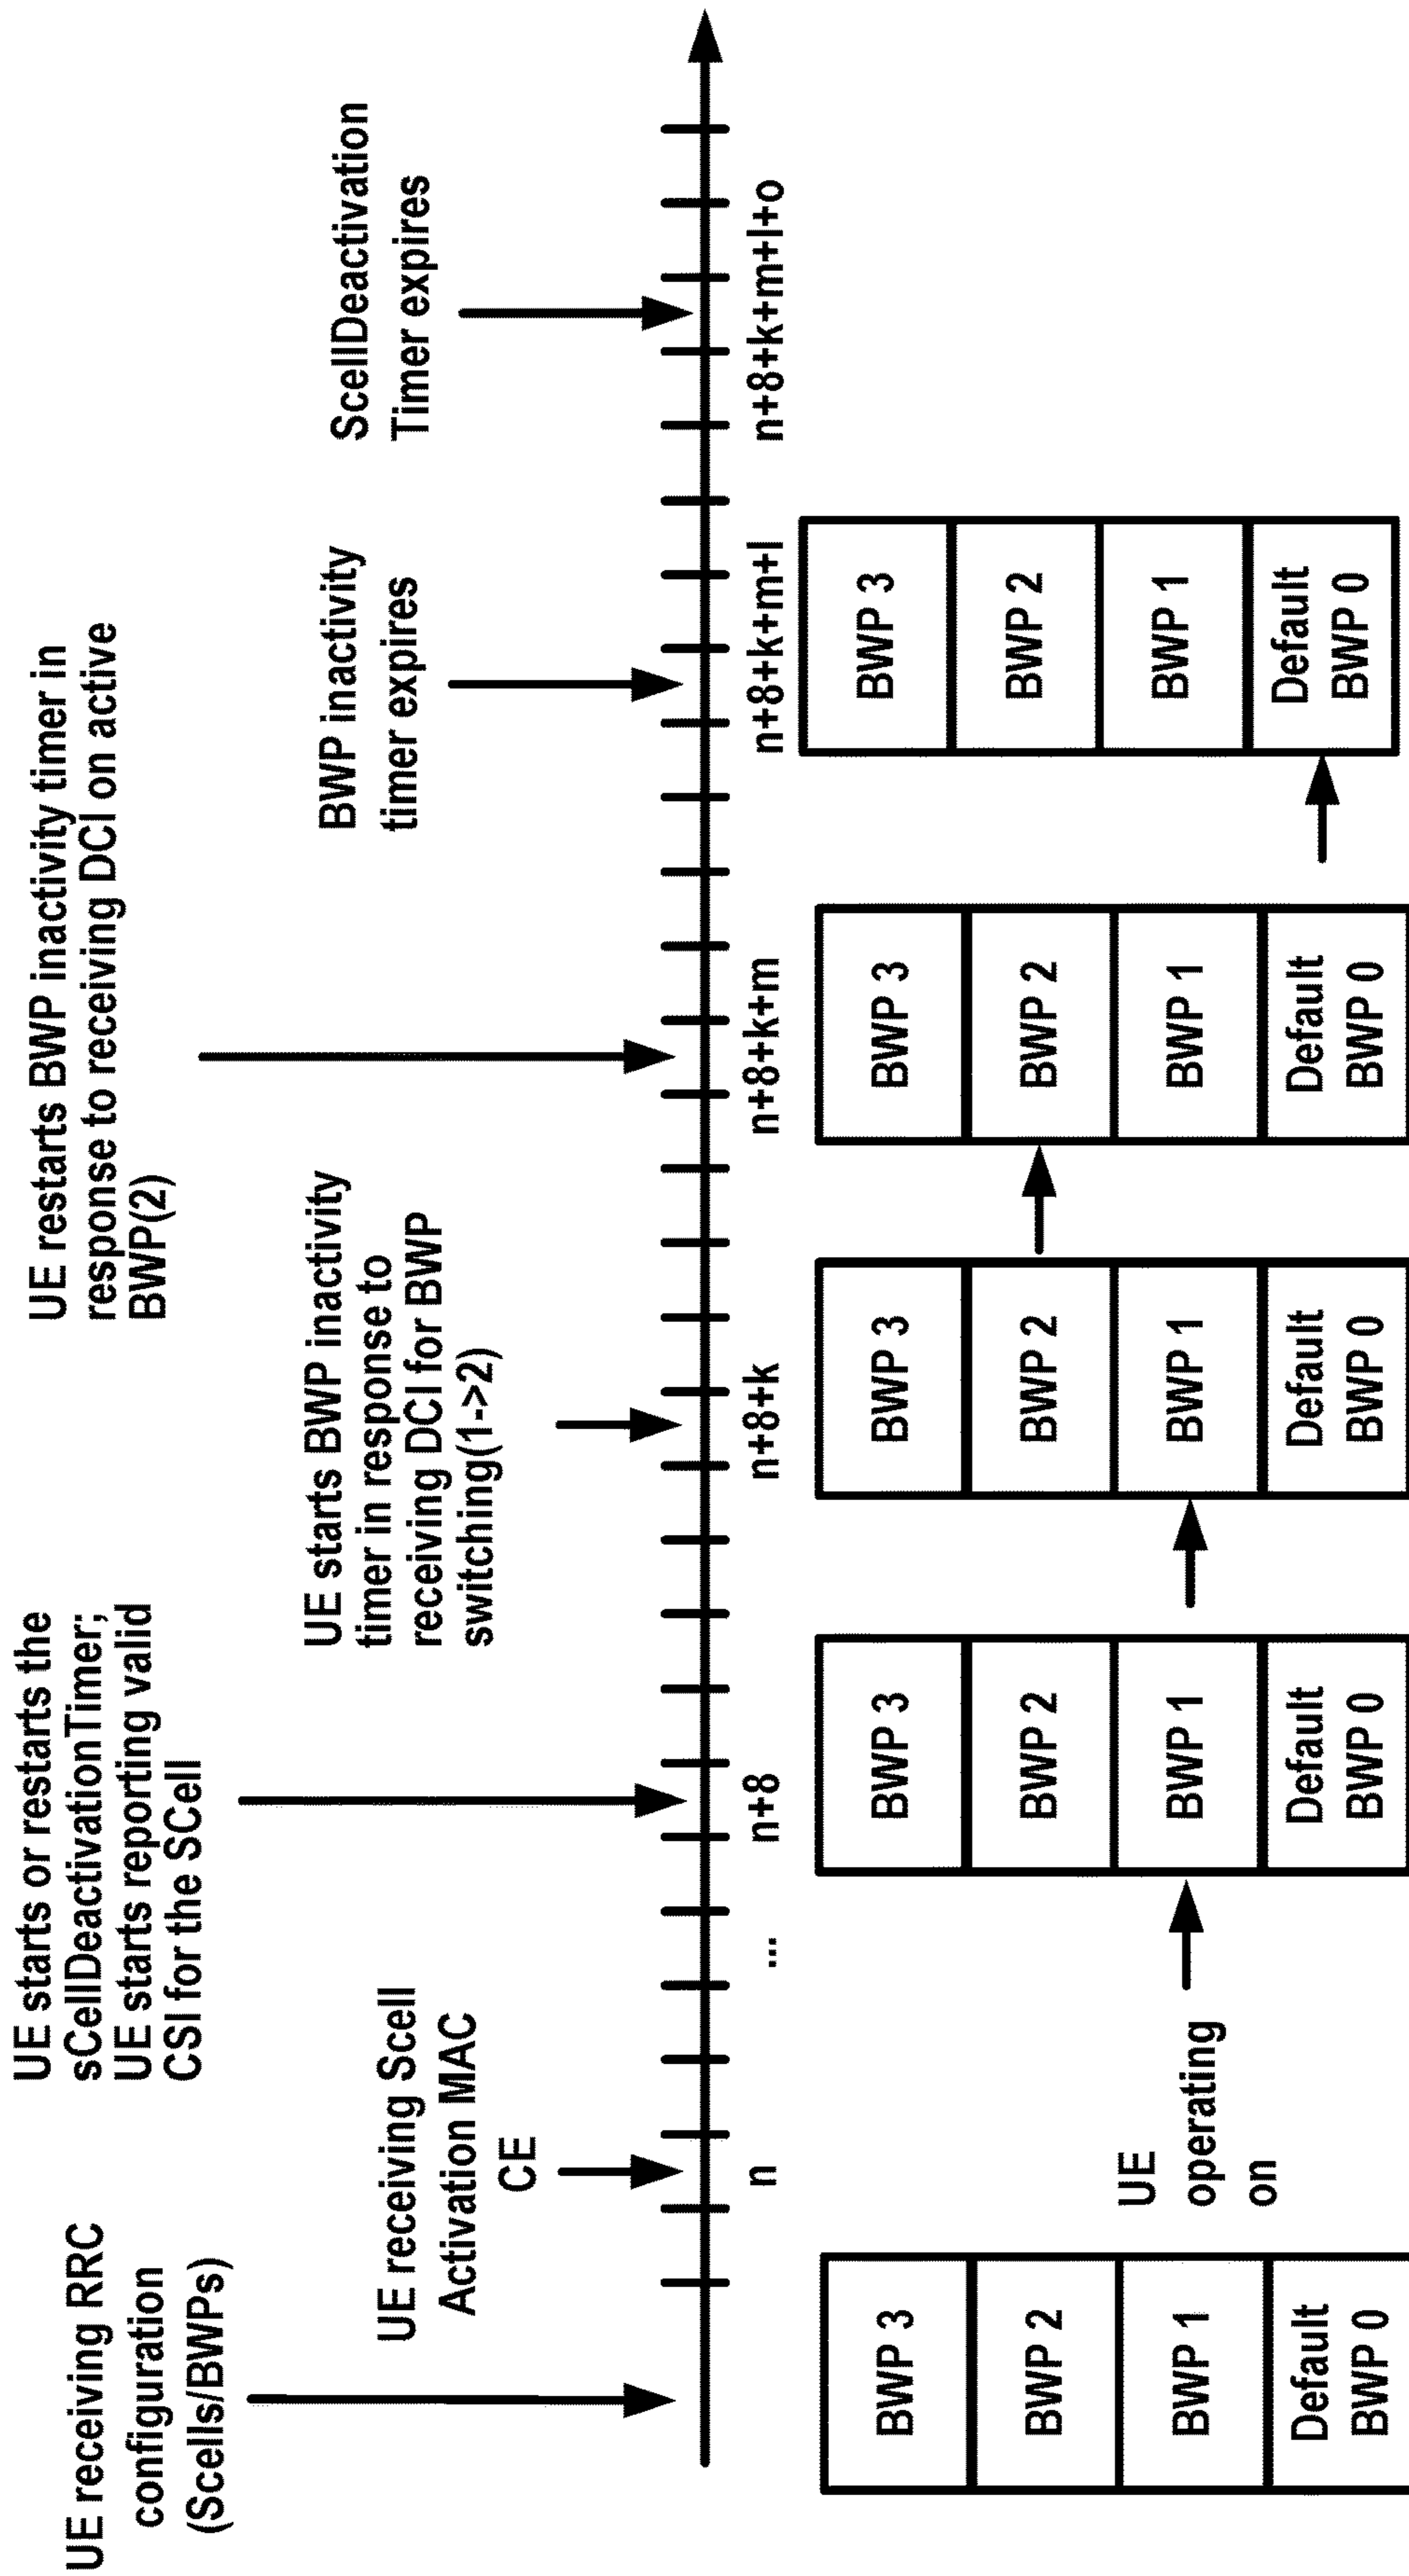 UE receiving RRC
configuration
(Scells/BWPs)
UE receiving Scell
Activation MAC
CE
UE starts or restarts the
sCellDeactivationTimer;
UE starts reporting valid
CSI for the SCell
UE starts BWP inactivity
timer in response to
receiving DCI for BWP
switching(1->2)
UE restarts BWP inactivity timer in
response to receiving DCI on active
BWP(2)
BWP inactivity
timer expires
ScellDeactivation
Timer expires
n
...
n+8
n+8+k
n+8+k+m
n+8+k+m+l
n+8+k+m+l+o
BWP 3
BWP 2
BWP 1
Default
BWP 0
UE
operating
on
BWP 3
BWP 2
BWP 1
Default
BWP 0
BWP 3
BWP 2
BWP 1
Default
BWP 0
BWP 3
BWP 2
BWP 1
Default
BWP 0
BWP 3
BWP 2
BWP 1
Default
BWP 0